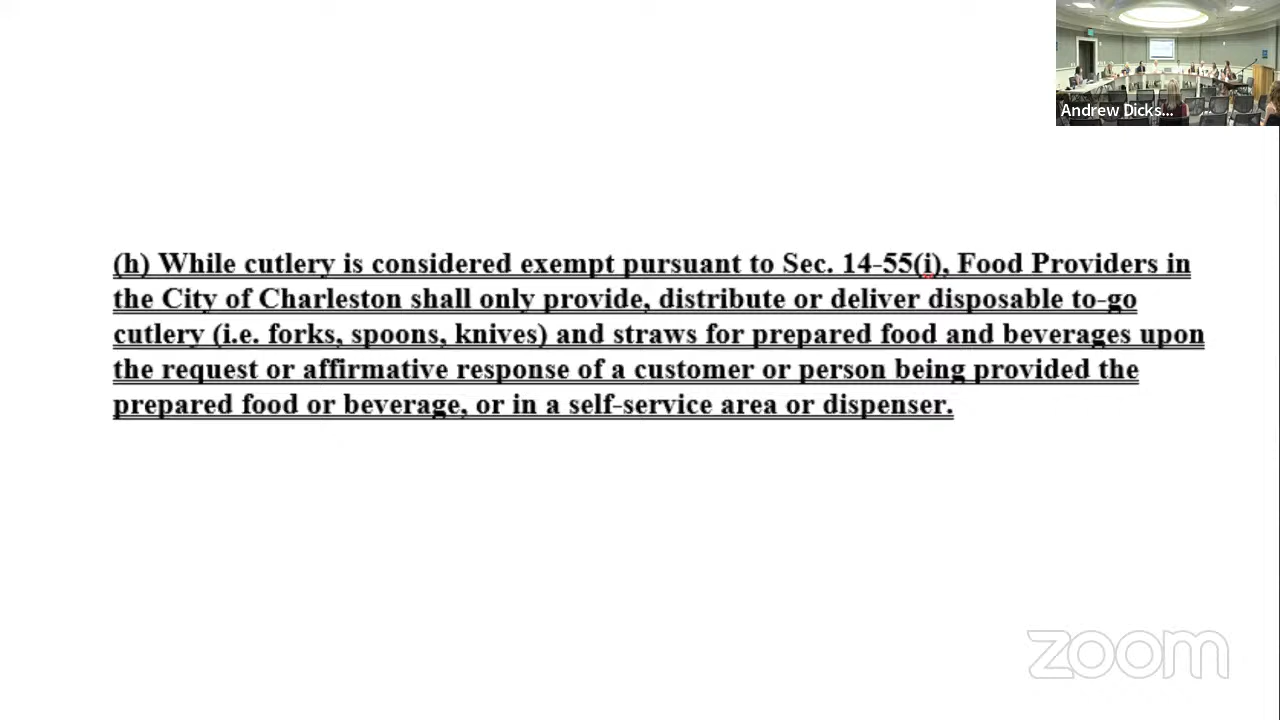 Andrew Dicks...
(h) While cutlery is considered exempt pursuant to Sec. 14-55(i), Food Providers in
the City of Charleston shall only provide, distribute or deliver disposable to-go
cutlery (i.e. forks, spoons, knives) and straws for prepared food and beverages upon
the request or affirmative response of a customer or person being provided the
prepared food or beverage, or in a self-service area or dispenser.
zoom